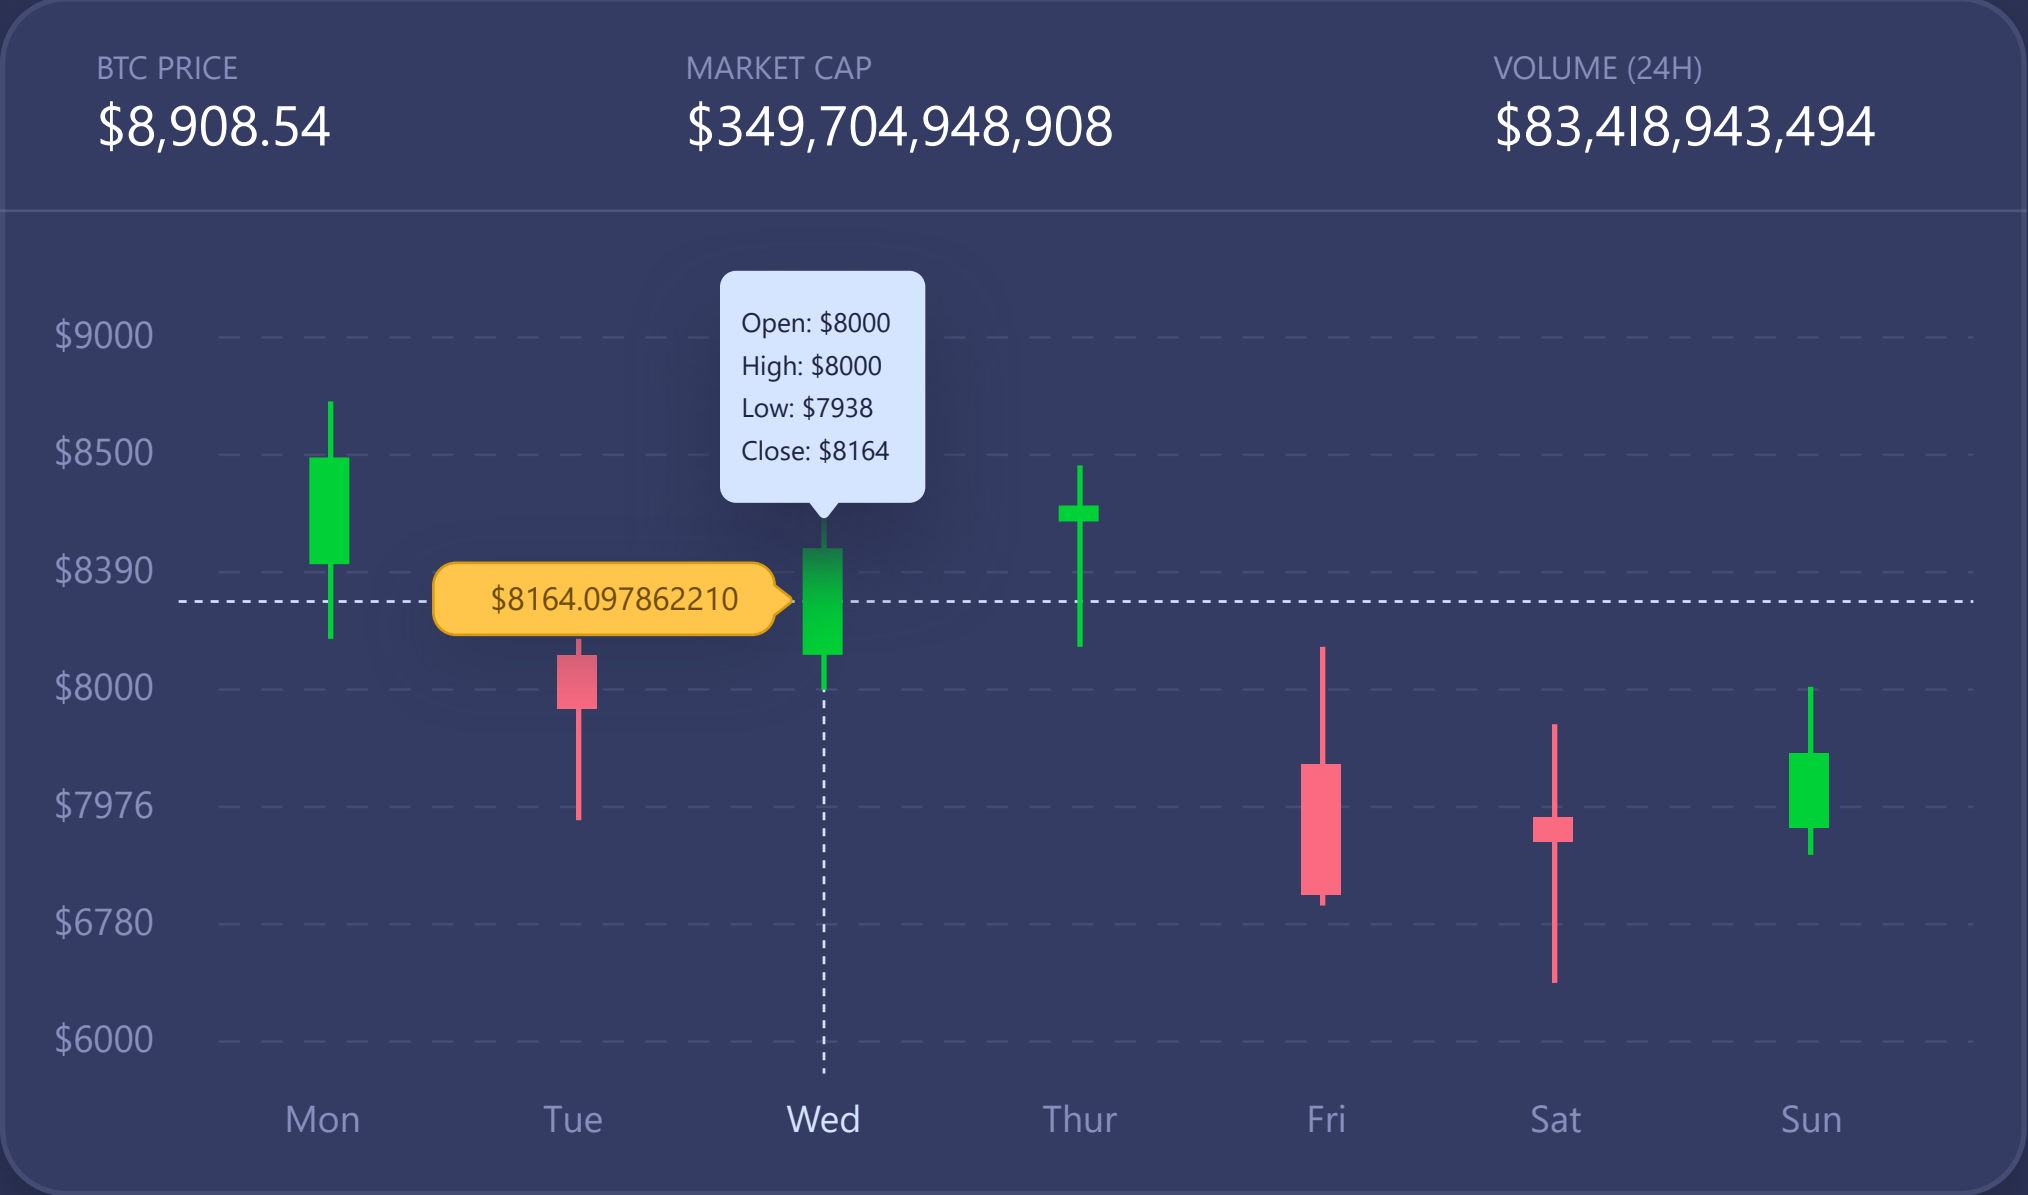 BTC PRICE
$8,908.54
MARKET CAP
$349,704,948,908
VOLUME (24H)
$83,4I8,943,494
Open: $8000
High: $8000
Low: $7938
Close: $8164
$9000
$8500
$8390
$8164.097862210
$8000
$7976
$6780
$6000
Mon
Tue
Wed
Thur
Fri
Sat
Sun